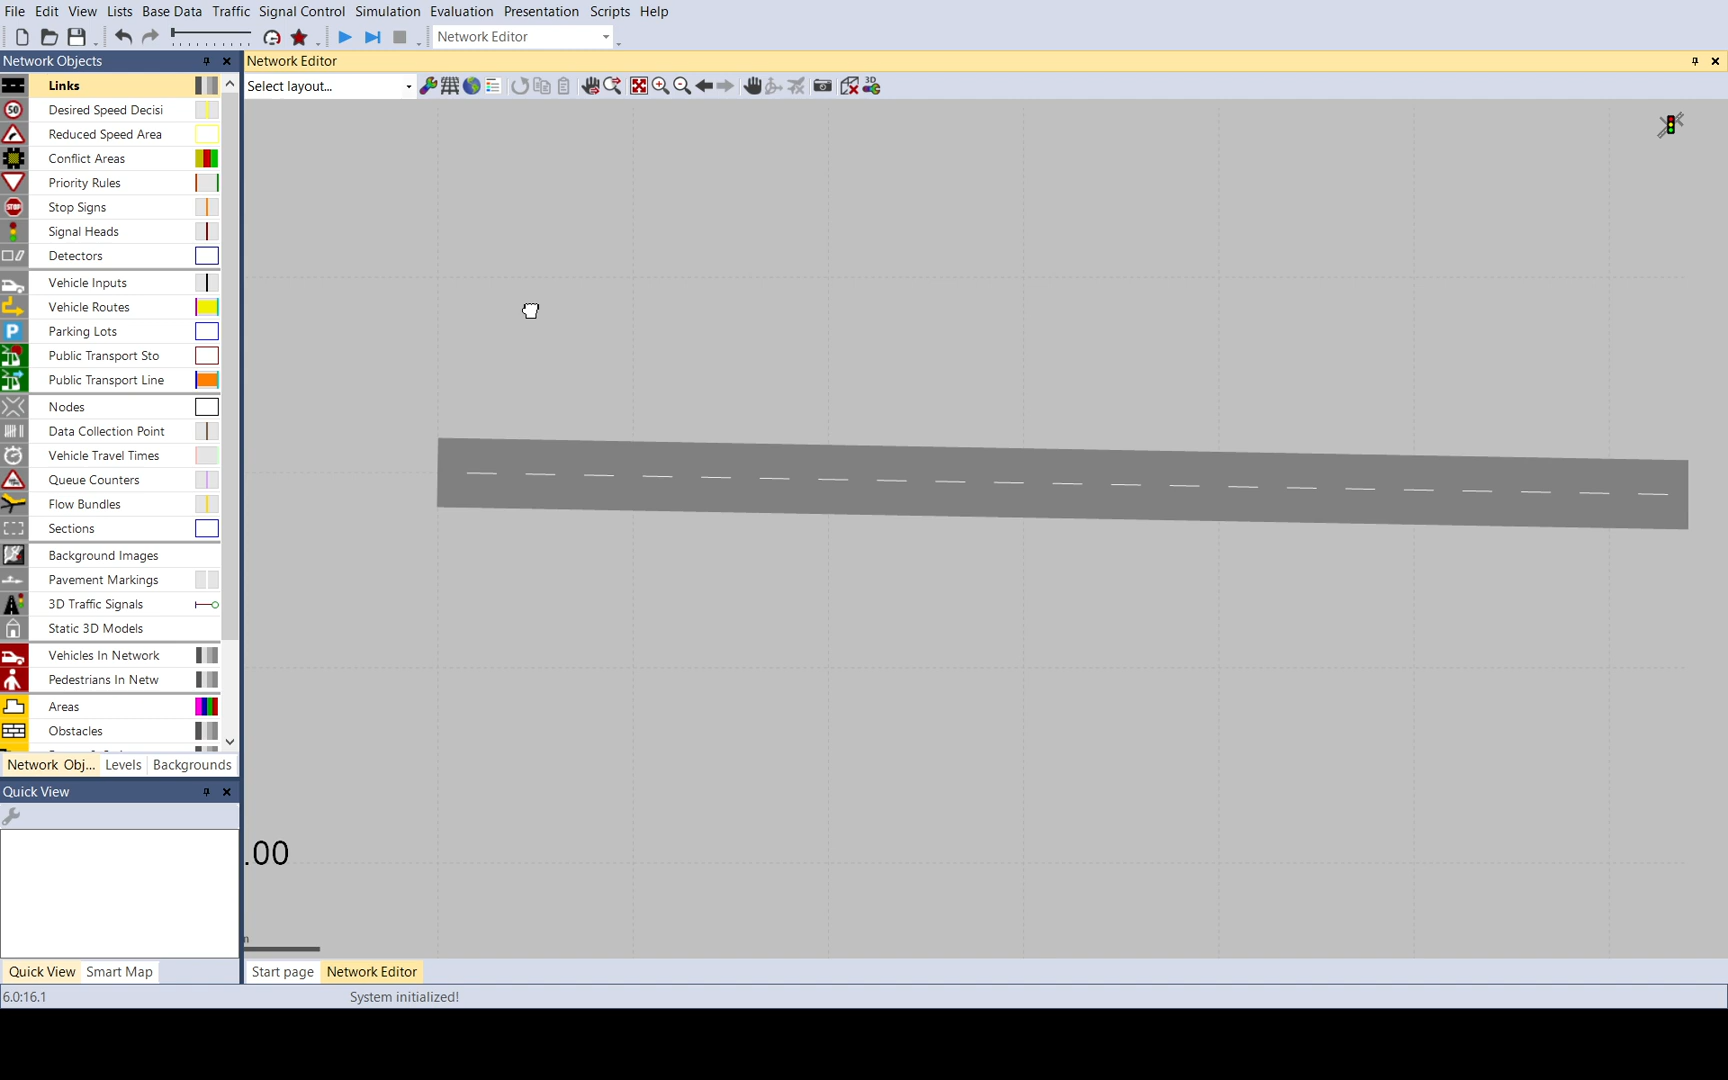 File Edit View Lists Base Data Traffic Signal Control Simulation Evaluation Presentation Scripts Help
Network Editor
Network Objects
Network Editor
Select layout...
Links
50 Desired Speed Decisi
Reduced Speed Area
Conflict Areas
Priority Rules
STOP Stop Signs
Signal Heads
Detectors
Vehicle Inputs
Vehicle Routes
P Parking Lots
Public Transport Sto
Public Transport Line
Nodes
Data Collection Point
Vehicle Travel Times
Queue Counters
Flow Bundles
Sections
Background Images
Pavement Markings
3D Traffic Signals
Static 3D Models
Vehicles In Network
Pedestrians In Netw
Areas
Obstacles
Network Obj... Levels Backgrounds
Quick View
.00
Quick View Smart Map
Start page Network Editor
6.0:16.1 System initialized!